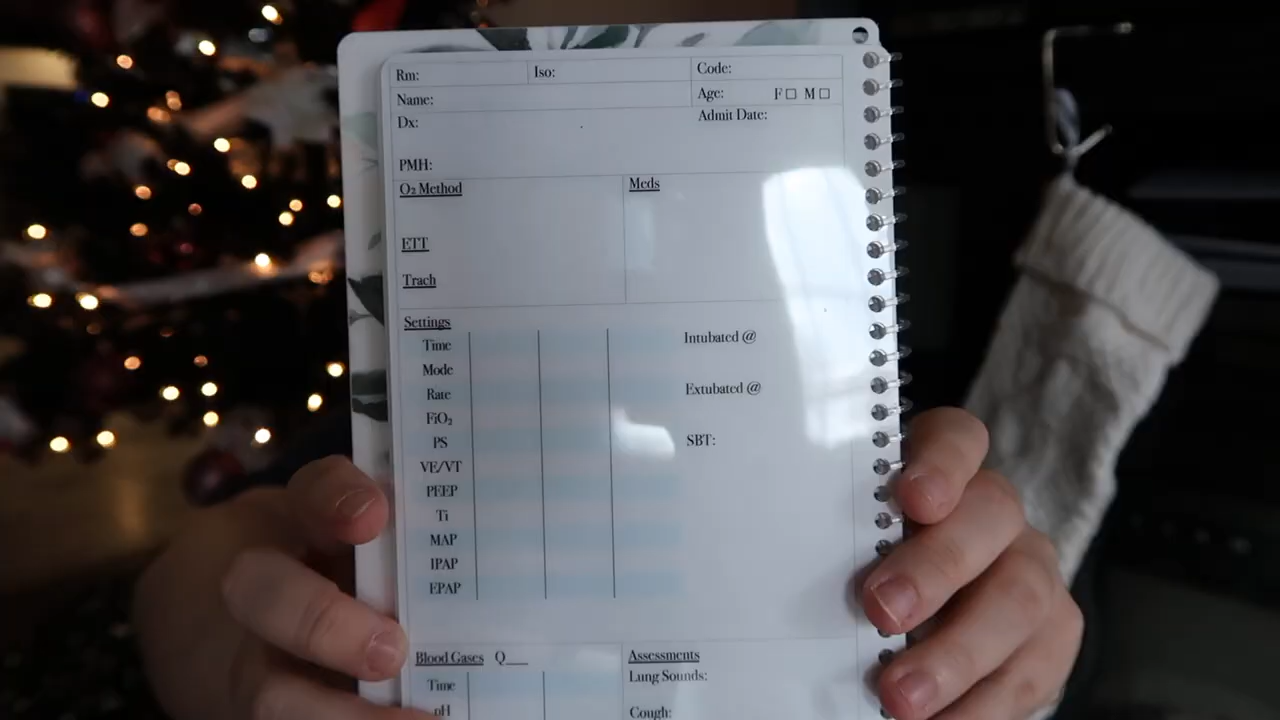 Rm: Iso: Code:
Name: Age: F☐ M☐
Dx: Admit Date:
PMH:
O₂ Method Meds
ETT
Trach
Settings
Time Intubated @
Mode
Rate Extubated @
FiO₂
PS SBT:
VE/VT
PEEP
Ti
MAP
IPAP
EPAP
Blood Gases Q___ Assessments
Time Lung Sounds:
pH Cough: